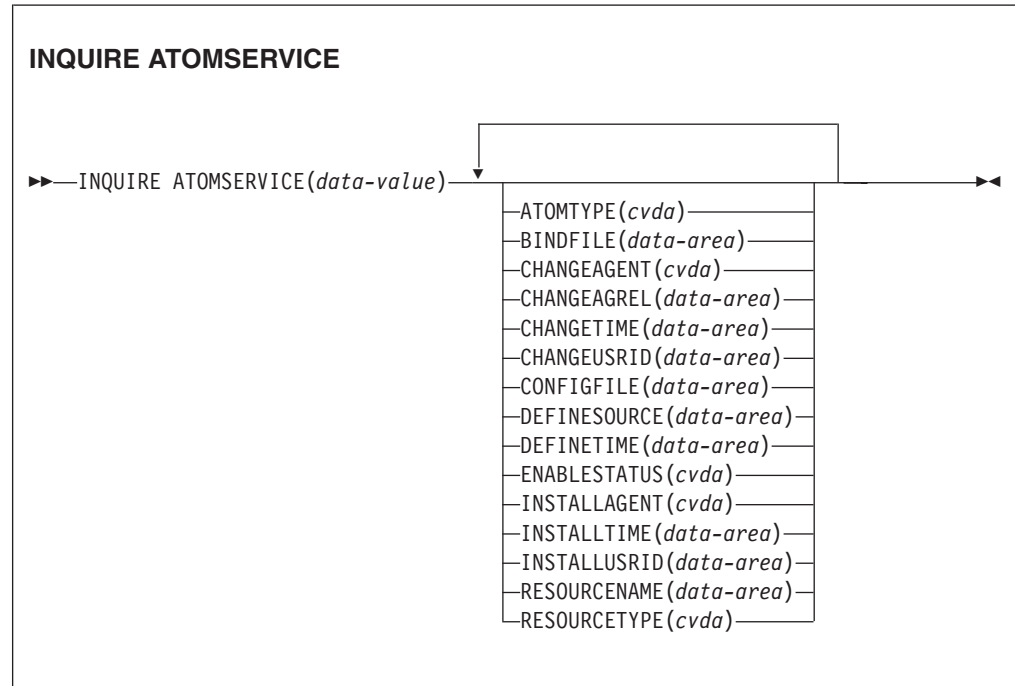 INQUIRE ATOMSERVICE
INQUIRE ATOMSERVICE(data-value)
ATOMTYPE(cvda)
BINDFILE(data-area)
CHANGEAGENT(cvda)
CHANGEAGREL(data-area)
CHANGETIME(data-area)
CHANGEUSRID(data-area)
CONFIGFILE(data-area)
DEFINESOURCE(data-area)
DEFINETIME(data-area)
ENABLESTATUS(cvda)
INSTALLAGENT(cvda)
INSTALLTIME(data-area)
INSTALLUSRID(data-area)
RESOURCENAME(data-area)
RESOURCETYPE(cvda)